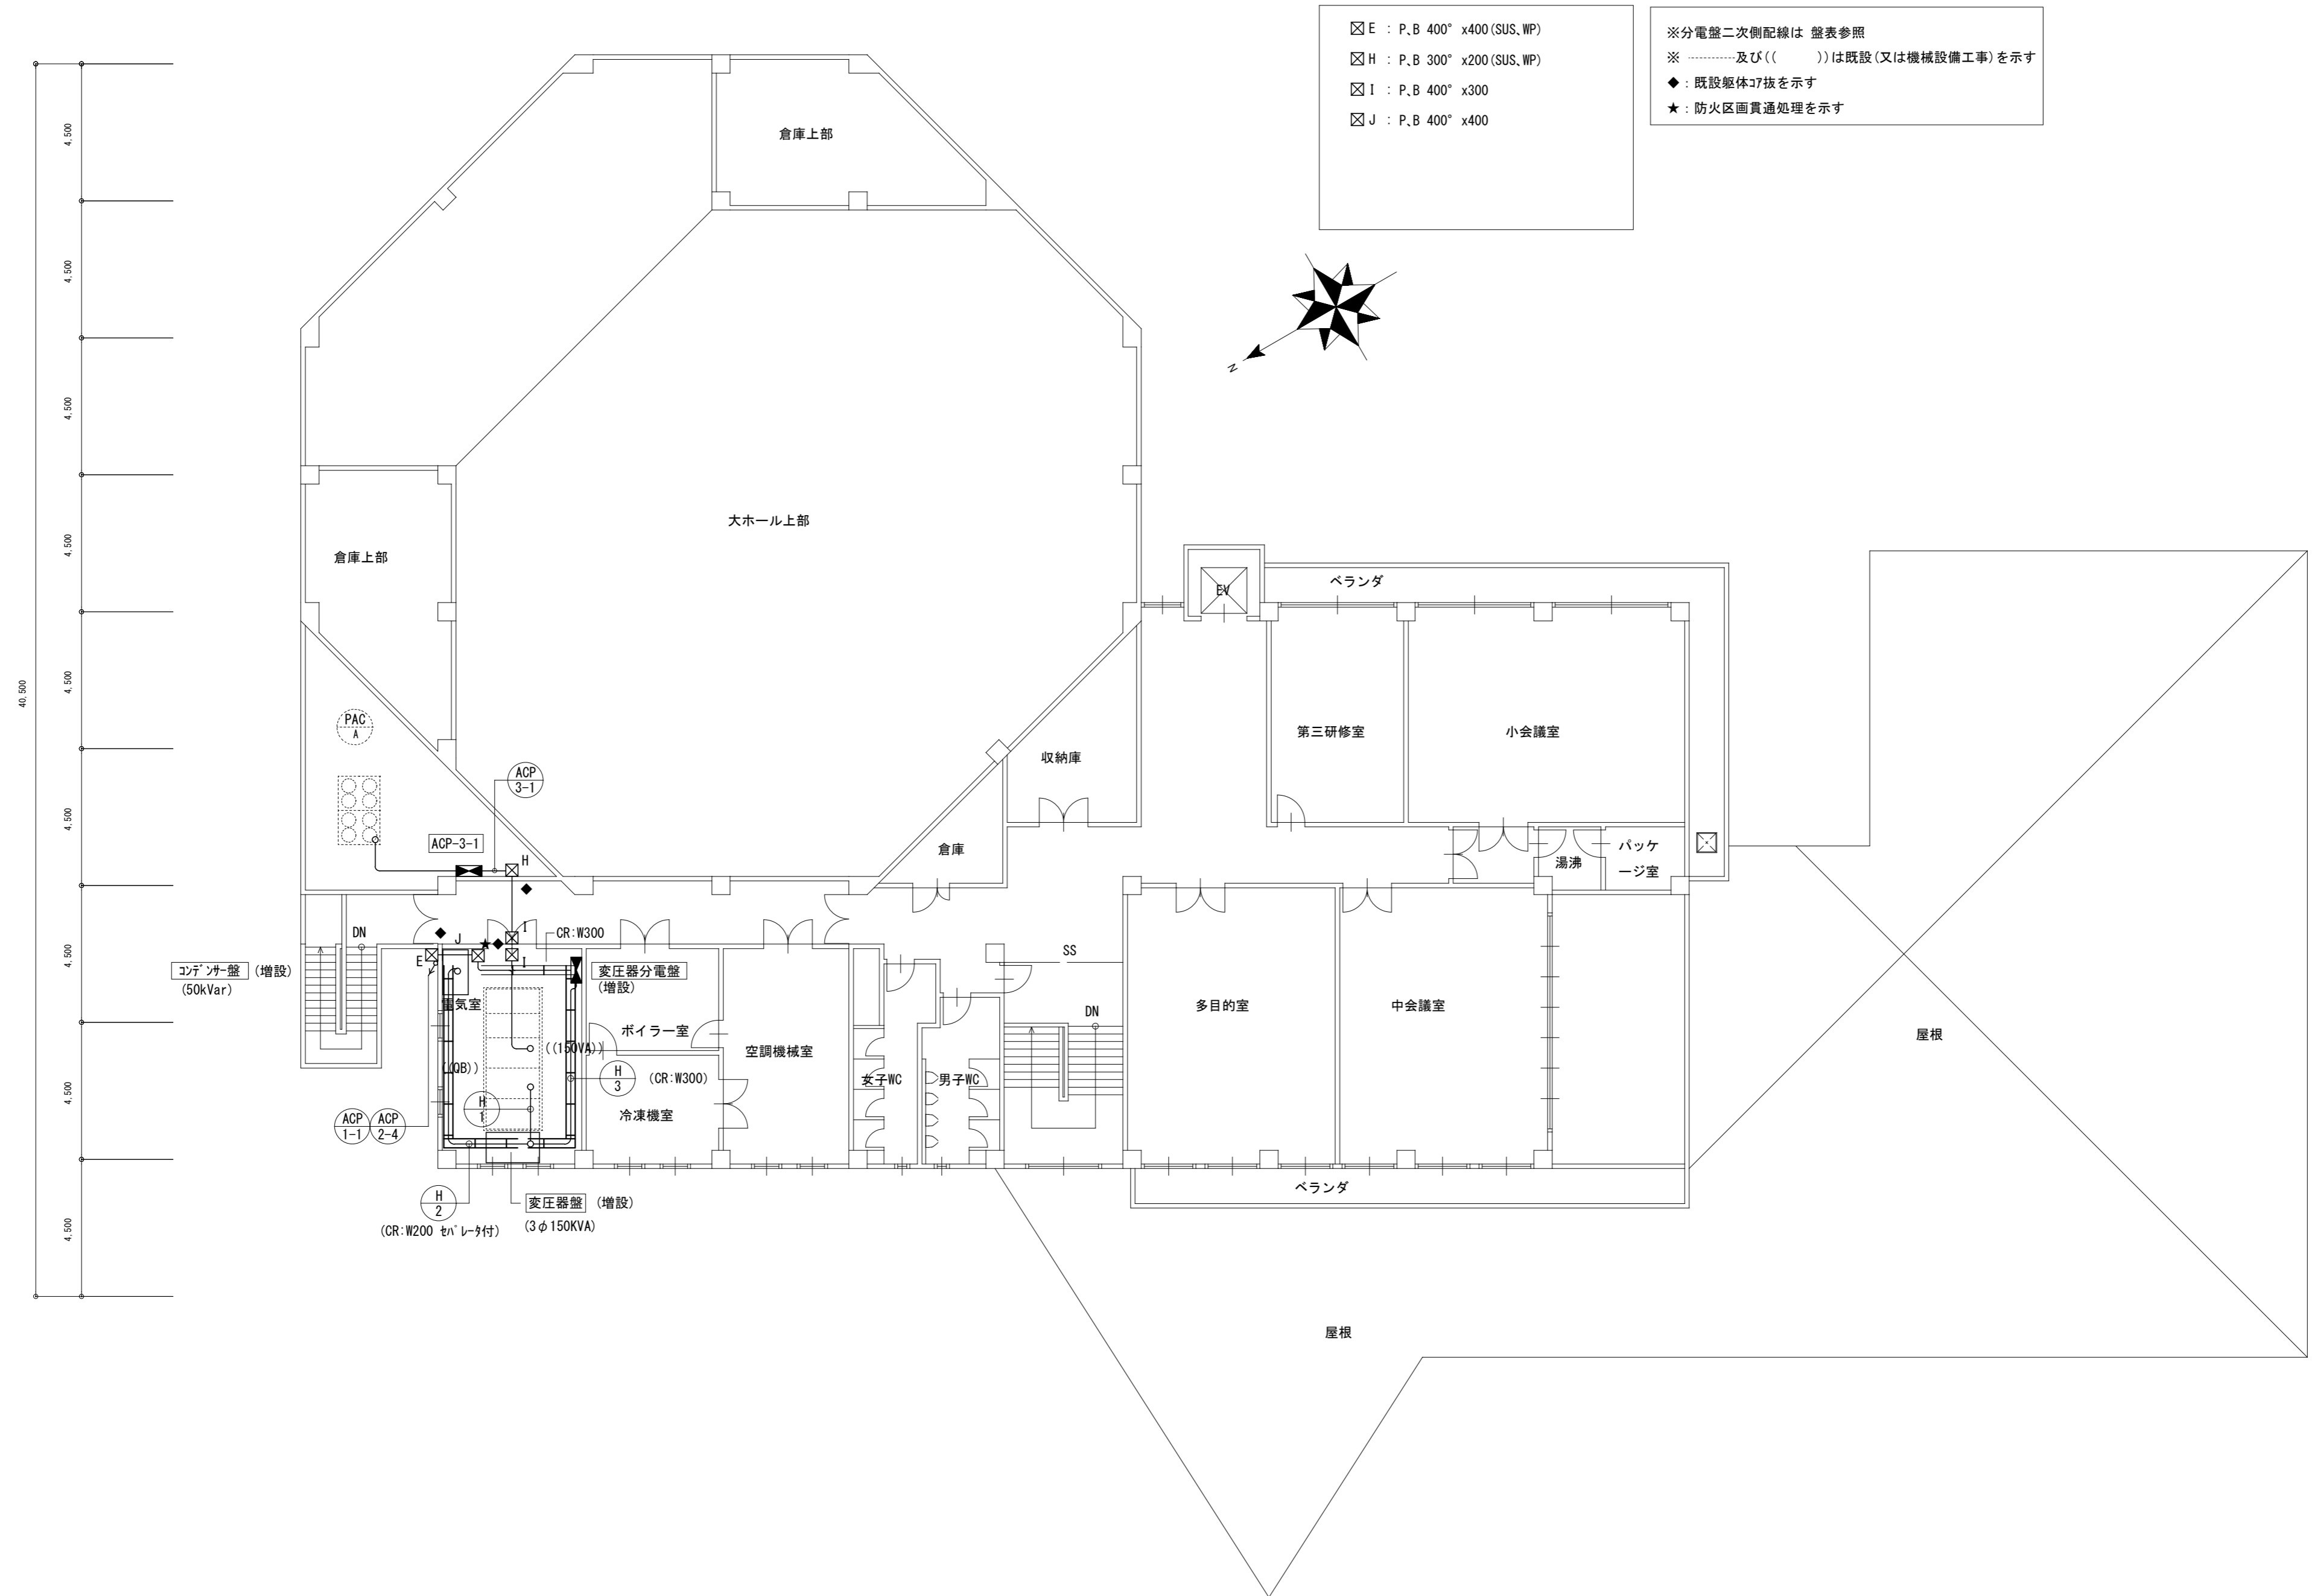 ☒ E : P、B 400° x400(SUS、WP)
☒ H : P、B 300° x200(SUS、WP)
☒ I : P、B 400° x300
☒ J : P、B 400° x400
※分電盤二次側配線は 盤表参照
※ ----------及び(( ))は既設(又は機械設備工事)を示す
◆ : 既設躯体ｺｱ抜を示す
★ : 防火区画貫通処理を示す
N
40,500
4,500
4,500
4,500
4,500
4,500
4,500
4,500
4,500
4,500
倉庫上部
大ホール上部
倉庫上部
EV
ベランダ
PAC
A
ACP
3-1
ACP-3-1
H
収納庫
第三研修室
小会議室
倉庫
湯沸
パッケ
ージ室
DN
J
I
CR:W300
E
I
ｺﾝﾃﾞﾝｻｰ盤 (増設)
(50kVar)
変圧器分電盤
(増設)
電気室
ボイラー室
((150VA))
空調機械室
((QB))
H
3
(CR:W300)
H
1
冷凍機室
女子WC
男子WC
SS
DN
多目的室
中会議室
屋根
ACP
1-1
ACP
2-4
H
2
(CR:W200 ｾﾊﾟﾚｰﾀ付)
変圧器盤 (増設)
(3φ150KVA)
ベランダ
屋根